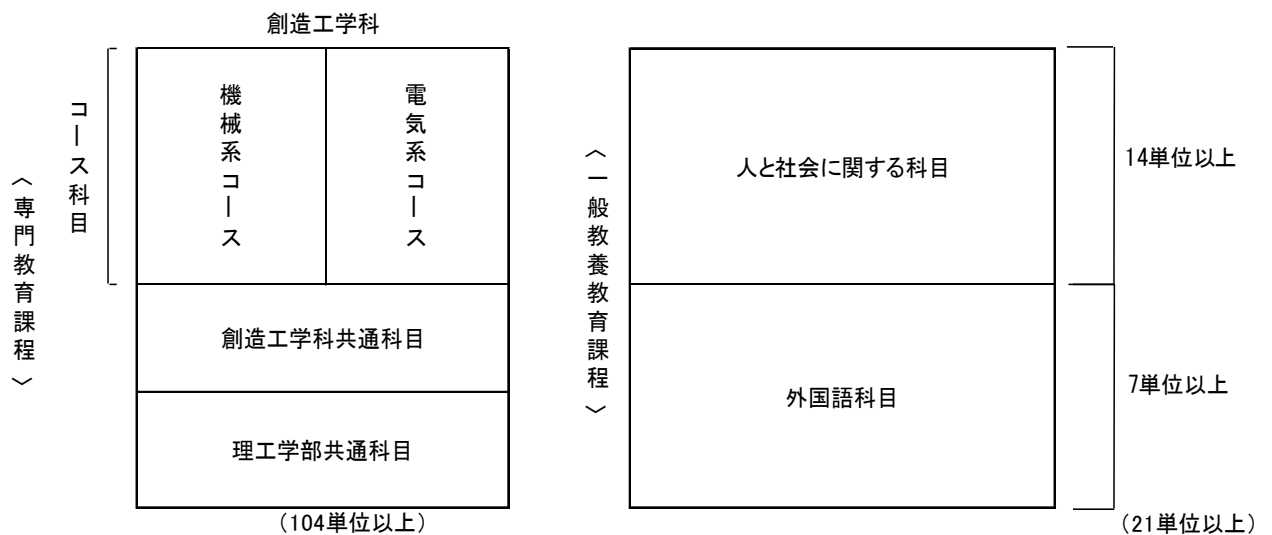 創造工学科
〈専門教育課程〉
コース科目
機械系コース
電気系コース
創造工学科共通科目
理工学部共通科目
（104単位以上）
〈一般教養教育課程〉
人と社会に関する科目
外国語科目
14単位以上
7単位以上
（21単位以上）